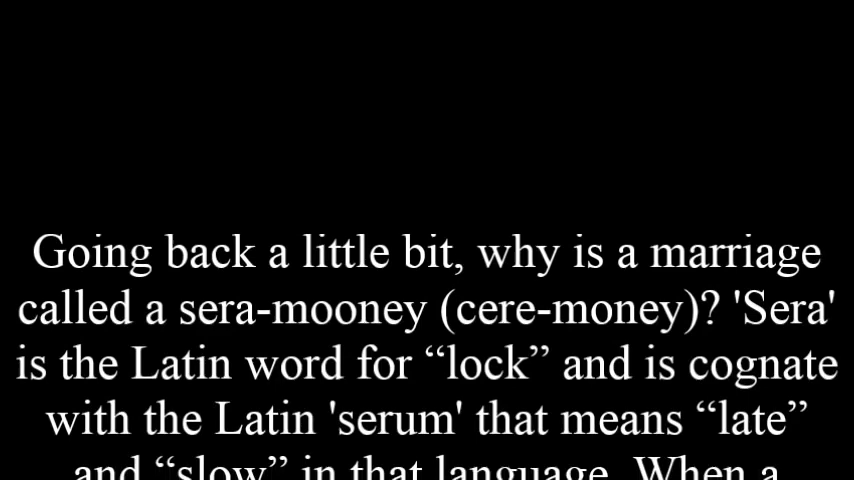 Going back a little bit, why is a marriage
called a sera-mooney (cere-money)? 'Sera'
is the Latin word for “lock” and is cognate
with the Latin 'serum' that means “late”
and “slow” in that language. When a